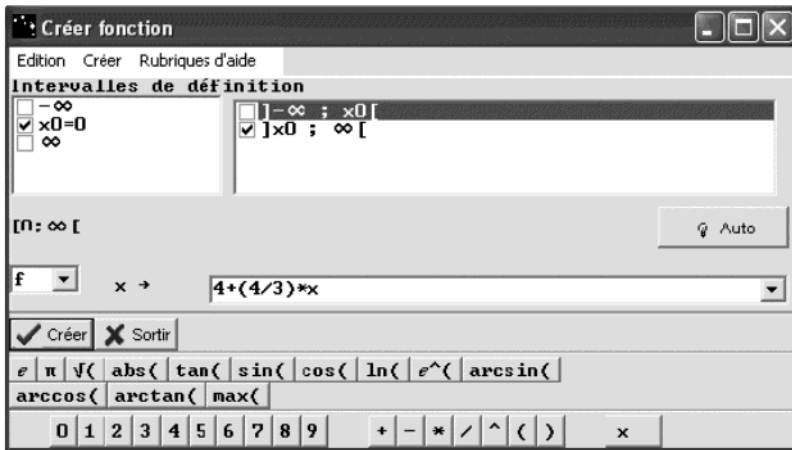 Créer fonction
Edition Créer Rubriques d'aide
Intervalles de définition
-∞
x0=0
∞
]-∞ ; x0[
]x0 ; ∞[
[0; ∞[
Auto
f x → 4+(4/3)*x
Créer Sortir
e π √( abs( tan( sin( cos( ln( e^( arcsin(
arccos( arctan( max(
0 1 2 3 4 5 6 7 8 9 + - * / ^ ( ) x